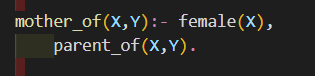 mother_of(X,Y):- female(X),
    parent_of(X,Y).